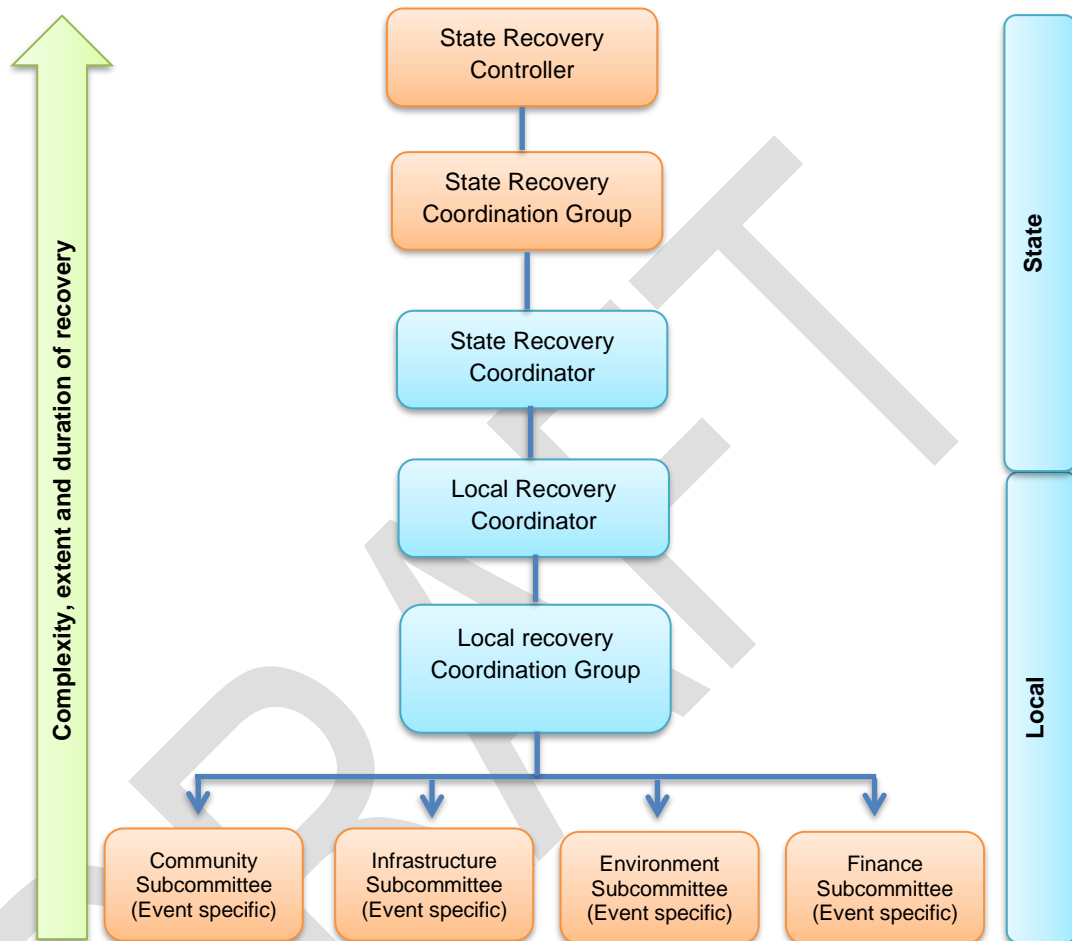 State Recovery
Controller
State Recovery
Coordination Group
State Recovery
Coordinator
Local Recovery
Coordinator
Local recovery
Coordination Group
Community
Subcommittee
(Event specific)
Infrastructure
Subcommittee
(Event specific)
Environment
Subcommittee
(Event specific)
Finance
Subcommittee
(Event specific)
Complexity, extent and duration of recovery
State
Local
DRAFT